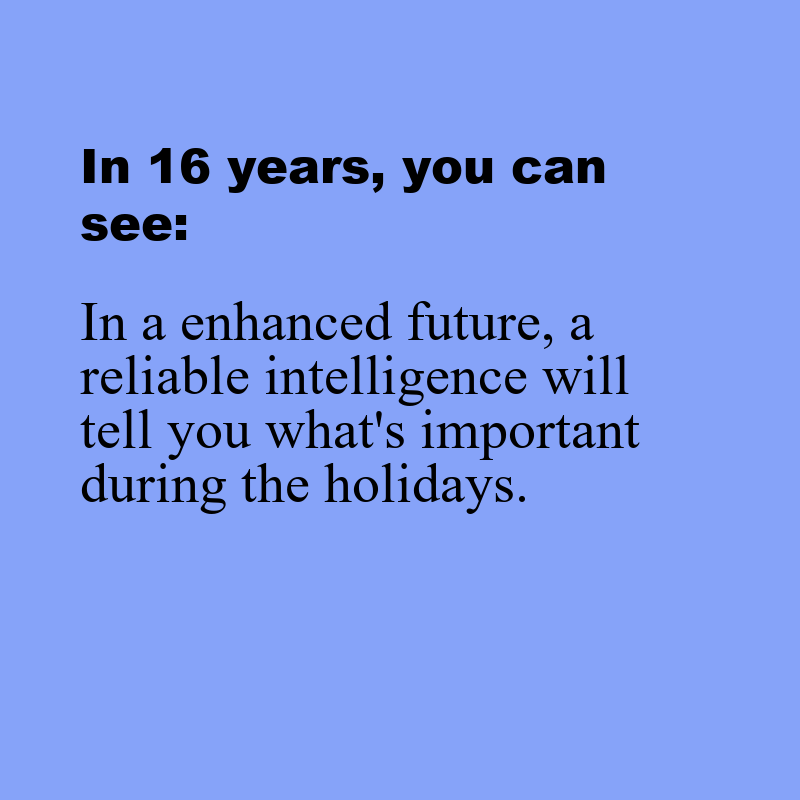 In 16 years, you can
see:
In a enhanced future, a
reliable intelligence will
tell you what's important
during the holidays.